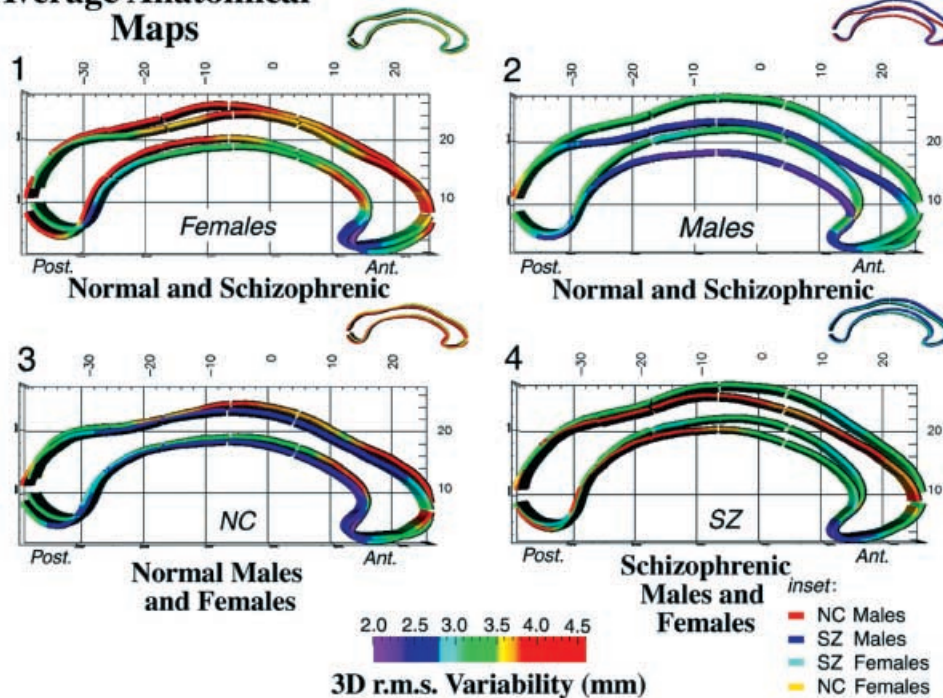 Maps
1
-30
-20
-10
0
10
20
20
10
Females
Post.
Ant.
Normal and Schizophrenic
2
-30
-20
-10
0
10
20
20
10
Males
Post.
Ant.
Normal and Schizophrenic
3
-30
-20
-10
0
10
20
20
10
NC
Post.
Ant.
Normal Males
and Females
4
-30
-20
-10
0
10
20
20
10
SZ
Post.
Ant.
Schizophrenic
Males and
Females
2.0 2.5 3.0 3.5 4.0 4.5
3D r.m.s. Variability (mm)
inset:
NC Males
SZ Males
SZ Females
NC Females